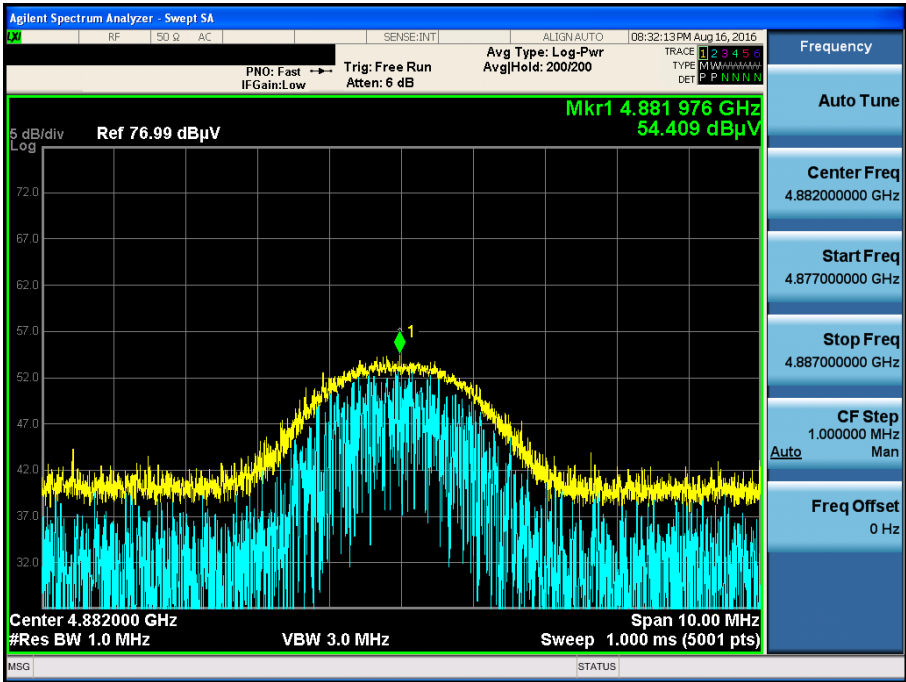 Agilent Spectrum Analyzer - Swept SA
LXI RF 50 Ω AC SENSE:INT ALIGN AUTO 08:32:13 PM Aug 16, 2016
PNO: Fast
IFGain:Low
Trig: Free Run
Atten: 6 dB
Avg Type: Log-Pwr
Avg|Hold: 200/200
TRACE 1 2 3 4 5 6
TYPE MWWWWW
DET P P N N N N
Mkr1 4.881 976 GHz
54.409 dBµV
5 dB/div
Log
Ref 76.99 dBµV
72.0
67.0
62.0
57.0
52.0
47.0
42.0
37.0
32.0
1
Center 4.882000 GHz
#Res BW 1.0 MHz
VBW 3.0 MHz
Span 10.00 MHz
Sweep 1.000 ms (5001 pts)
MSG
STATUS
Frequency
Auto Tune
Center Freq
4.882000000 GHz
Start Freq
4.877000000 GHz
Stop Freq
4.887000000 GHz
CF Step
1.000000 MHz
Auto Man
Freq Offset
0 Hz